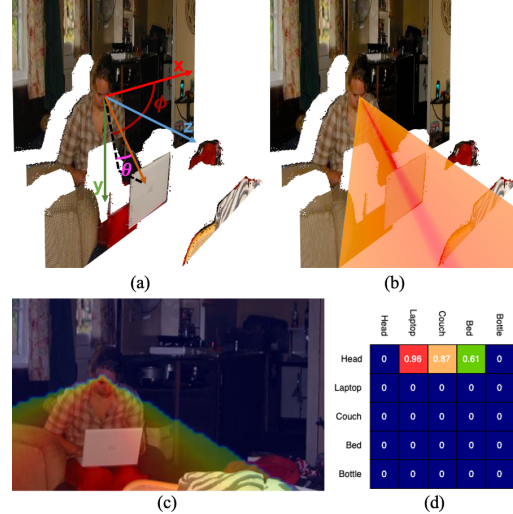 x
ϕ
z
θ
y
(a)
(b)
Head
Laptop
Couch
Bed
Bottle
Head 0 0.96 0.87 0.61 0
Laptop 0 0 0 0 0
Couch 0 0 0 0 0
Bed 0 0 0 0 0
Bottle 0 0 0 0 0
(c)
(d)